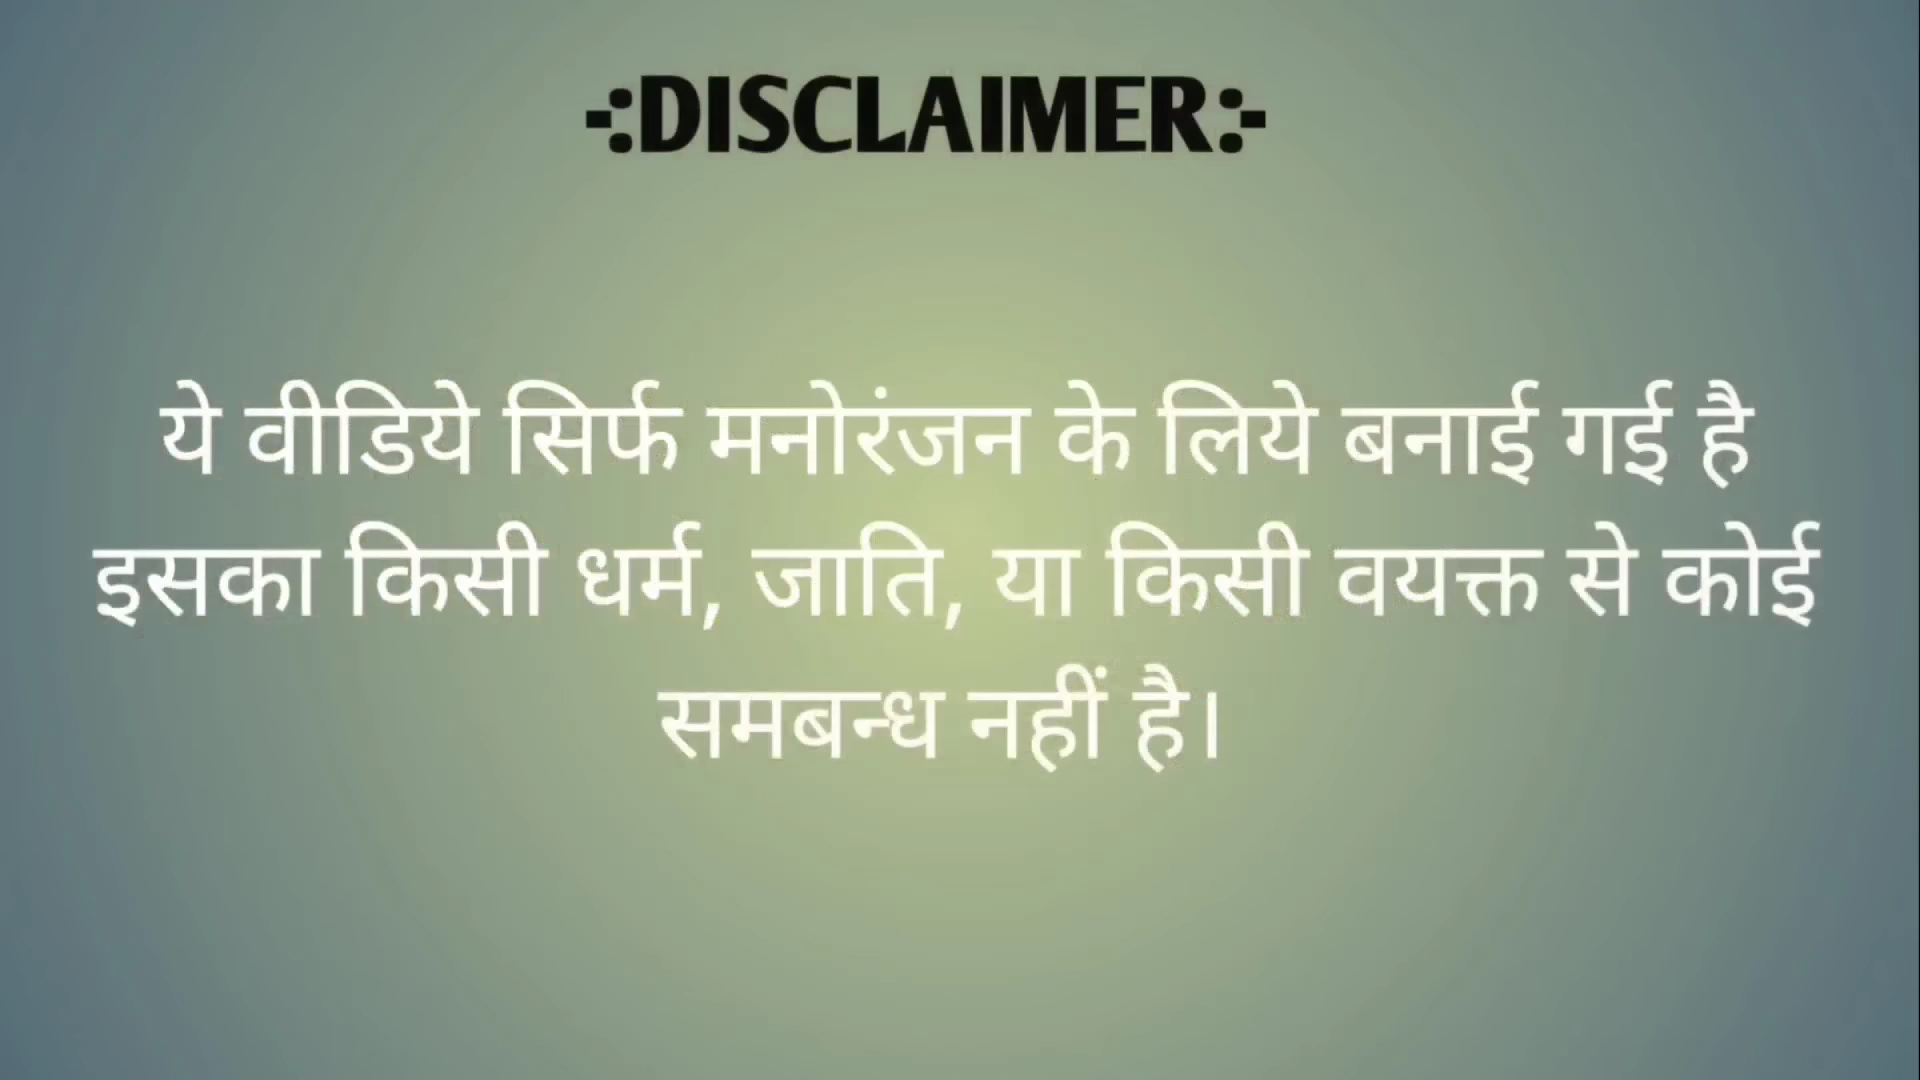 -:DISCLAIMER:-
ये वीडिये सिर्फ मनोरंजन के लिये बनाई गई है
इसका किसी धर्म, जाति, या किसी वयक्त से कोई
समबन्ध नहीं है।